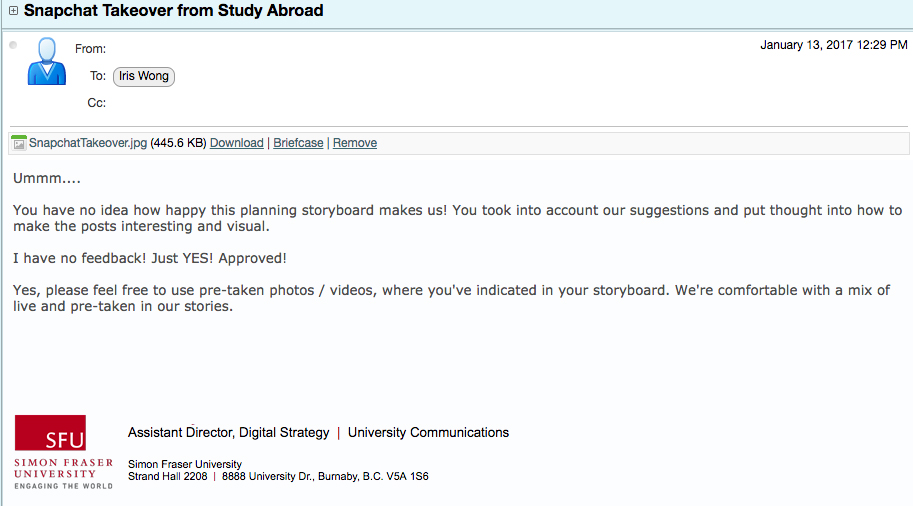 Snapchat Takeover from Study Abroad
From:
January 13, 2017 12:29 PM
To: Iris Wong
Cc:
SnapchatTakeover.jpg (445.6 KB) Download | Briefcase | Remove
Ummm....
You have no idea how happy this planning storyboard makes us! You took into account our suggestions and put thought into how to
make the posts interesting and visual.
I have no feedback! Just YES! Approved!
Yes, please feel free to use pre-taken photos / videos, where you've indicated in your storyboard. We're comfortable with a mix of
live and pre-taken in our stories.
SFU
SIMON FRASER
UNIVERSITY
ENGAGING THE WORLD
Assistant Director, Digital Strategy | University Communications
Simon Fraser University
Strand Hall 2208 | 8888 University Dr., Burnaby, B.C. V5A 1S6